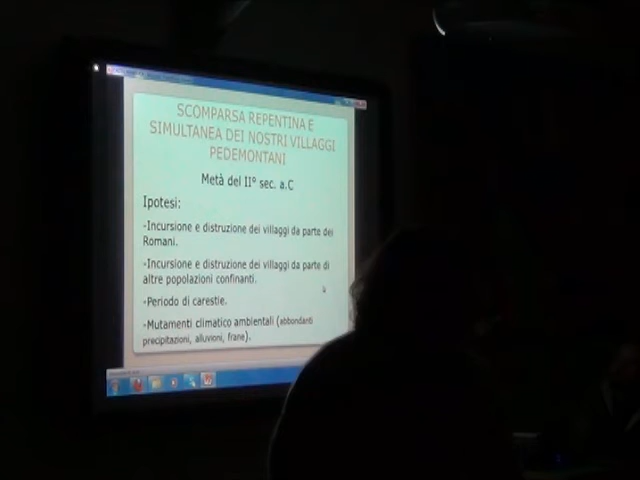 SCOMPARSA REPENTINA E
SIMULTANEA DEI NOSTRI VILLAGGI
PEDEMONTANI
Metà del II° sec. a.C
Ipotesi:
-Incursione e distruzione dei villaggi da parte dei
Romani.
-Incursione e distruzione dei villaggi da parte di
altre popolazioni confinanti.
-Periodo di carestie.
-Mutamenti climatico ambientali (abbondanti
precipitazioni, alluvioni, frane).